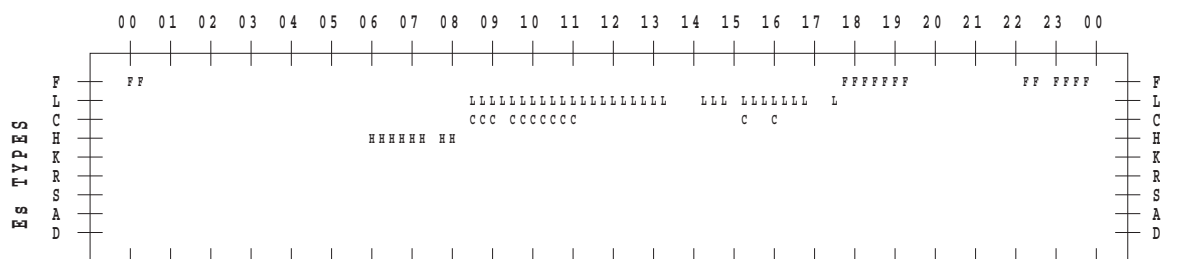 00 01 02 03 04 05 06 07 08 09 10 11 12 13 14 15 16 17 18 19 20 21 22 23 00
F FF FFFFFFF FF FFFF F
L LLLLLLLLLLLLLLLLLLLL LLL LLLLLLL L L
C CCC CCCCCCC C C C
H HHHHHH HH H
K K
R R
S S
A A
D D
Es TYPES